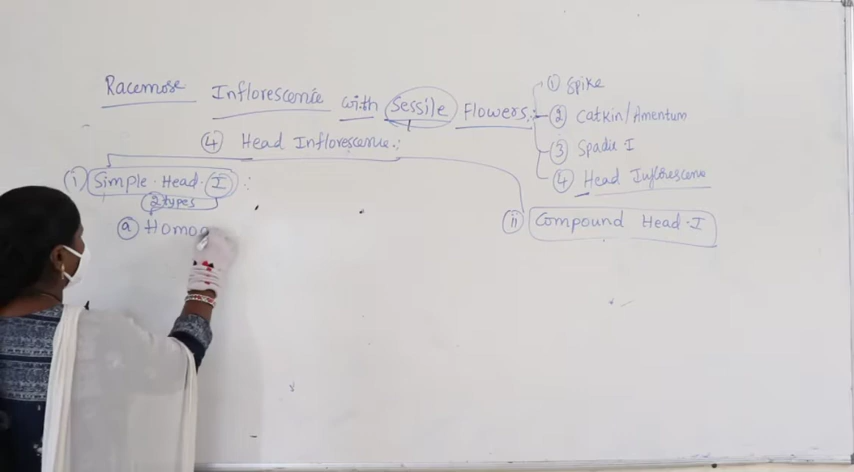 Racemose Inflorescence with Sessile Flowers :-
① Spike
② Catkin/Amentum
③ Spadix I
④ Head Inflorescence
④ Head Inflorescence :
i) Simple Head I :
2 types
ⓐ Homog
ii) Compound Head I